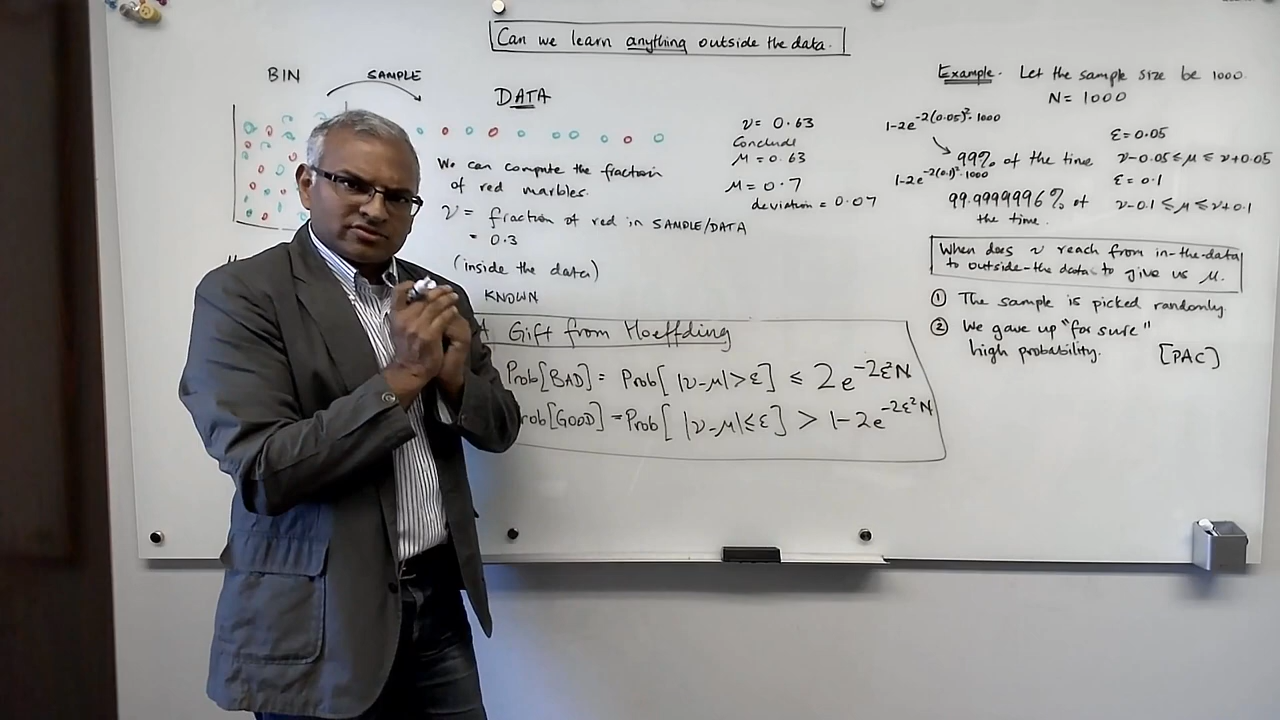 Can we learn anything outside the data.
BIN
SAMPLE
DATA
We can compute the fraction
of red marbles.
ν = fraction of red in SAMPLE/DATA
= 0.3
(inside the data)
KNOWN
ν = 0.63
Conclude
μ = 0.63
μ = 0.7
deviation = 0.07
A Gift from Hoeffding
Prob[BAD] = Prob[ |ν-μ|>ε] ≤ 2e^{-2ε²N}
rob[GOOD] = Prob[ |ν-μ|≤ε] > 1-2e^{-2ε²N}
Example. Let the sample size be 1000.
N = 1000
1-2e^{-2(0.05)²·1000}
ε = 0.05
99% of the time
ν-0.05 ≤ μ ≤ ν+0.05
1-2e^{-2(0.1)²·1000}
ε = 0.1
99.9999996% of
the time.
ν-0.1 ≤ μ ≤ ν+0.1
When does ν reach from in-the-data
to outside-the data to give us μ.
① The sample is picked randomly.
② We gave up "for sure"
high probability.
[PAC]